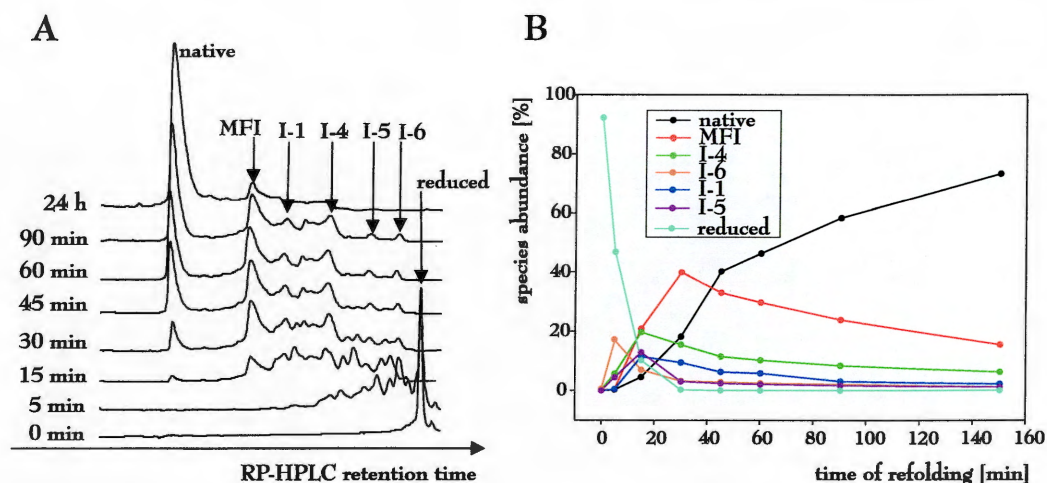 A
native
MFI
I-1
I-4
I-5
I-6
reduced
24 h
90 min
60 min
45 min
30 min
15 min
5 min
0 min
RP-HPLC retention time
B
species abundance [%]
100
80
60
40
20
0
native
MFI
I-4
I-6
I-1
I-5
reduced
0
20
40
60
80
100
120
140
160
time of refolding [min]